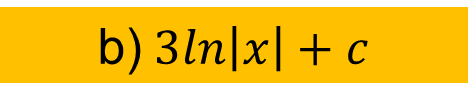 b) 3ln|x| + c